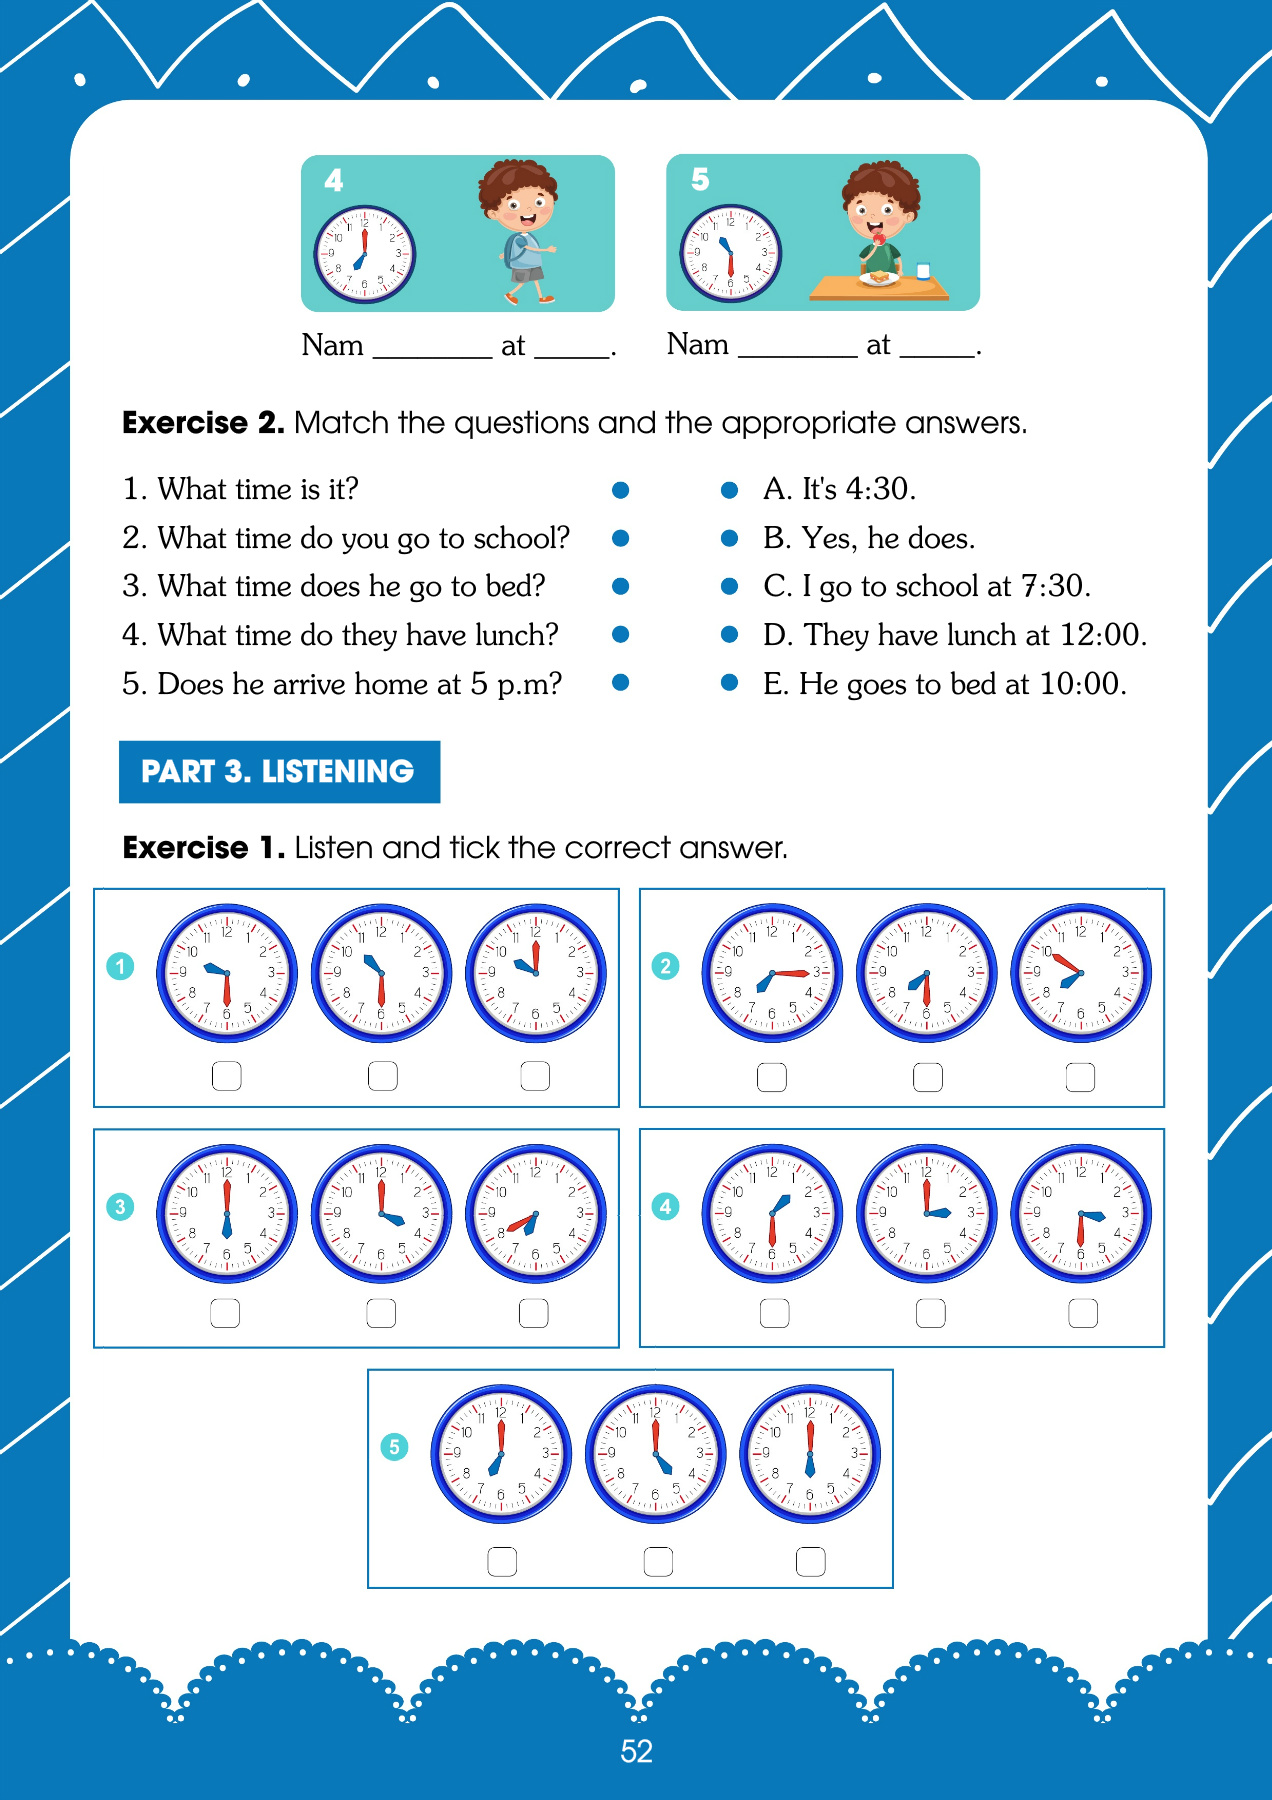 4
5
Nam ________ at _____.
Nam ________ at _____.
Exercise 2. Match the questions and the appropriate answers.
1. What time is it?
A. It's 4:30.
2. What time do you go to school?
B. Yes, he does.
3. What time does he go to bed?
C. I go to school at 7:30.
4. What time do they have lunch?
D. They have lunch at 12:00.
5. Does he arrive home at 5 p.m?
E. He goes to bed at 10:00.
PART 3. LISTENING
Exercise 1. Listen and tick the correct answer.
1
2
3
4
5
52